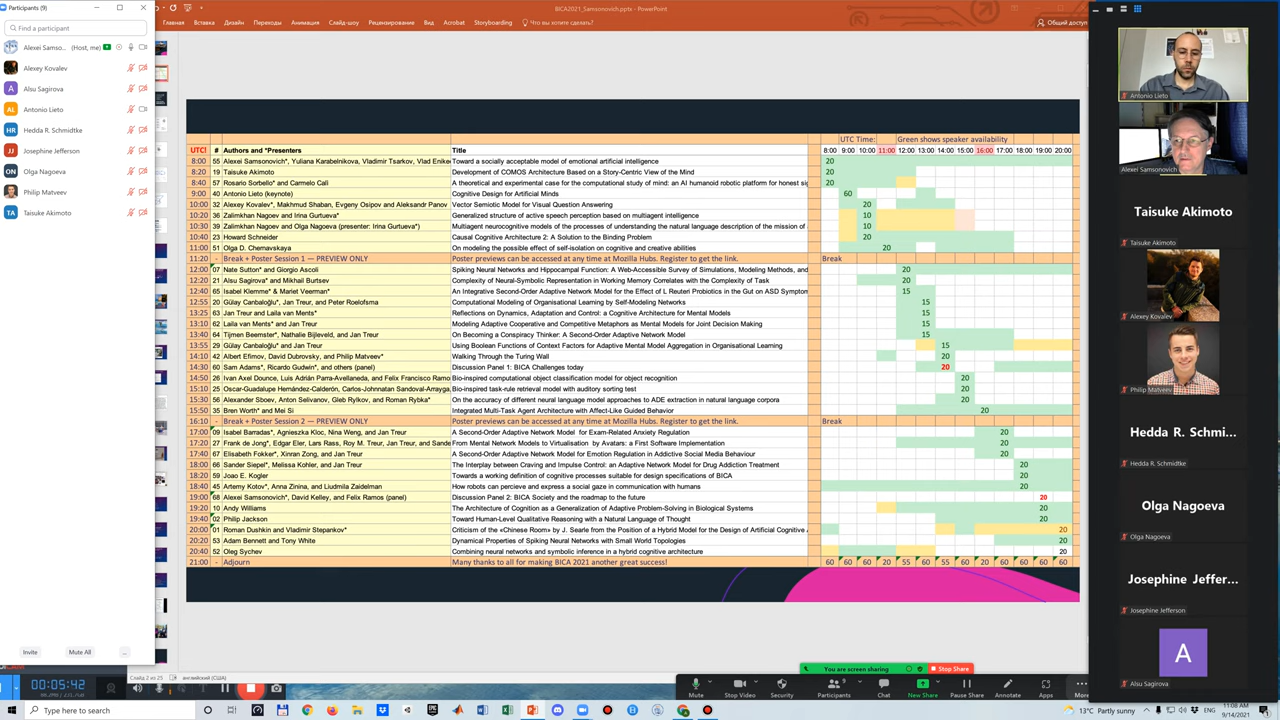 Participants (9)
Find a participant
Alexei Samso... (Host, me)
Alexey Kovalev
A Alsu Sagirova
AL Antonio Lieto
HR Hedda R. Schmidtke
JJ Josephine Jefferson
ON Olga Nagoeva
Philip Matveev
TA Taisuke Akimoto
Invite Mute All ...
BICA2021_Samsonovich.pptx - PowerPoint
Главная Вставка Дизайн Переходы Анимация Слайд-шоу Рецензирование Вид Acrobat Storyboarding Что вы хотите сделать? Общий доступ
UTC Time: Green shows speaker availability
UTC! # Authors and *Presenters Title 8:00 9:00 10:00 11:00 12:00 13:00 14:00 15:00 16:00 17:00 18:00 19:00 20:00
8:00 55 Alexei Samsonovich*, Yuliana Karabelnikova, Vladimir Tsarkov, Vlad Enike Toward a socially acceptable model of emotional artificial intelligence 20
8:20 19 Taisuke Akimoto Development of COMOS Architecture Based on a Story-Centric View of the Mind 20
8:40 57 Rosario Sorbello* and Carmelo Cali A theoretical and experimental case for the computational study of mind: an AI humanoid robotic platform for honest sig 20
9:00 40 Antonio Lieto (keynote) Cognitive Design for Artificial Minds 60
10:00 32 Alexey Kovalev*, Makhmud Shaban, Evgeny Osipov and Aleksandr Panov Vector Semiotic Model for Visual Question Answering 20
10:20 36 Zalimkhan Nagoev and Irina Gurtueva* Generalized structure of active speech perception based on multiagent intelligence 10
10:30 39 Zalimkhan Nagoev and Olga Nagoeva (presenter: Irina Gurtueva*) Multiagent neurocognitive models of the processes of understanding the natural language description of the mission of 10
10:40 23 Howard Schneider Causal Cognitive Architecture 2: A Solution to the Binding Problem 20
11:00 51 Olga D. Chernavskaya On modeling the possible effect of self-isolation on cognitive and creative abilities 20
11:20 - Break + Poster Session 1 — PREVIEW ONLY Poster previews can be accessed at any time at Mozilla Hubs. Register to get the link. Break
12:00 07 Nate Sutton* and Giorgio Ascoli Spiking Neural Networks and Hippocampal Function: A Web-Accessible Survey of Simulations, Modeling Methods, and 20
12:20 21 Alsu Sagirova* and Mikhail Burtsev Complexity of Neural-Symbolic Representation in Working Memory Correlates with the Complexity of Task 20
12:40 65 Isabel Klemme* & Mariel Veerman* An Integrative Second-Order Adaptive Network Model for the Effect of L Reuteri Probiotics in the Gut on ASD Symptom 15
12:55 20 Gülay Canbaloğlu*, Jan Treur, and Peter Roelofsma Computational Modeling of Organisational Learning by Self-Modeling Networks 15
13:25 63 Jan Treur and Laila van Ments* Reflections on Dynamics, Adaptation and Control: a Cognitive Architecture for Mental Models 15
13:10 62 Laila van Ments* and Jan Treur Modeling Adaptive Cooperative and Competitive Metaphors as Mental Models for Joint Decision Making 15
13:40 64 Tijmen Beemster*, Nathalie Bijleveld, and Jan Treur On Becoming a Conspiracy Thinker: A Second-Order Adaptive Network Model 15
13:55 29 Gülay Canbaloğlu* and Jan Treur Using Boolean Functions of Context Factors for Adaptive Mental Model Aggregation in Organisational Learning 15
14:10 42 Albert Efimov, David Dubrovsky, and Philip Matveev* Walking Through the Turing Wall 20
14:30 60 Sam Adams*, Ricardo Gudwin*, and others (panel) Discussion Panel 1: BICA Challenges today 20
14:50 26 Ivan Axel Dounce, Luis Adrián Parra-Avellaneda, and Felix Francisco Ramos Bio-inspired computational object classification model for object recognition 20
15:10 25 Oscar-Guadalupe Hernández-Calderón, Carlos-Johnnatan Sandoval-Arrayga, Bio-inspired task-rule retrieval model with auditory sorting test 20
15:30 56 Alexander Sboev, Anton Selivanov, Gleb Rylkov, and Roman Rybka* On the accuracy of different neural language model approaches to ADE extraction in natural language corpora 20
15:50 35 Bren Worth* and Mei Si Integrated Multi-Task Agent Architecture with Affect-Like Guided Behavior 20
16:10 - Break + Poster Session 2 — PREVIEW ONLY Poster previews can be accessed at any time at Mozilla Hubs. Register to get the link. Break
17:00 09 Isabel Barradas*, Agnieszka Kloc, Nina Weng, and Jan Treur A Second-Order Adaptive Network Model for Exam-Related Anxiety Regulation 20
17:20 27 Frank de Jong*, Edgar Eler, Lars Rass, Roy M. Treur, Jan Treur, and Sande From Mental Network Models to Virtualisation by Avatars: a First Software Implementation 20
17:40 67 Elisabeth Fokker*, Xinran Zong, and Jan Treur A Second-Order Adaptive Network Model for Emotion Regulation in Addictive Social Media Behaviour 20
18:00 66 Sander Siepel*, Melissa Kohler, and Jan Treur The Interplay between Craving and Impulse Control: an Adaptive Network Model for Drug Addiction Treatment 20
18:20 59 Joao E. Kogler Towards a working definition of cognitive processes suitable for design specifications of BICA 20
18:40 45 Artemiy Kotov*, Anna Zinina, and Liudmila Zaidelman How robots can percieve and express a social gaze in communication with humans 20
19:00 68 Alexei Samsonovich*, David Kelley, and Felix Ramos (panel) Discussion Panel 2: BICA Society and the roadmap to the future 20
19:20 10 Andy Williams The Architecture of Cognition as a Generalization of Adaptive Problem-Solving in Biological Systems 20
19:40 02 Philip Jackson Toward Human-Level Qualitative Reasoning with a Natural Language of Thought 20
20:00 01 Roman Dushkin and Vladimir Stepankov* Criticism of the «Chinese Room» by J. Searle from the Position of a Hybrid Model for the Design of Artificial Cognitive 20
20:20 53 Adam Bennett and Tony White Dynamical Properties of Spiking Neural Networks with Small World Topologies 20
20:40 52 Oleg Sychev Combining neural networks and symbolic inference in a hybrid cognitive architecture 20
21:00 - Adjourn Many thanks to all for making BICA 2021 another great success! 60 60 60 20 55 60 55 60 20 60 60 60 60
Antonio Lieto
Alexei Samsonovich
Taisuke Akimoto
Taisuke Akimoto
Alexey Kovalev
Philip Matveev
Hedda R. Schmi...
Hedda R. Schmidtke
Olga Nagoeva
Olga Nagoeva
Josephine Jeffer...
Josephine Jefferson
A
Alsu Sagirova
You are screen sharing Stop Share
Слайд 2 из 25 английский (США)
Mute Stop Video Security Participants 9 Chat New Share Pause Share Annotate Apps More
00:05:42
Type here to search
13°C Partly sunny ENG 11:08 AM
9/14/2021